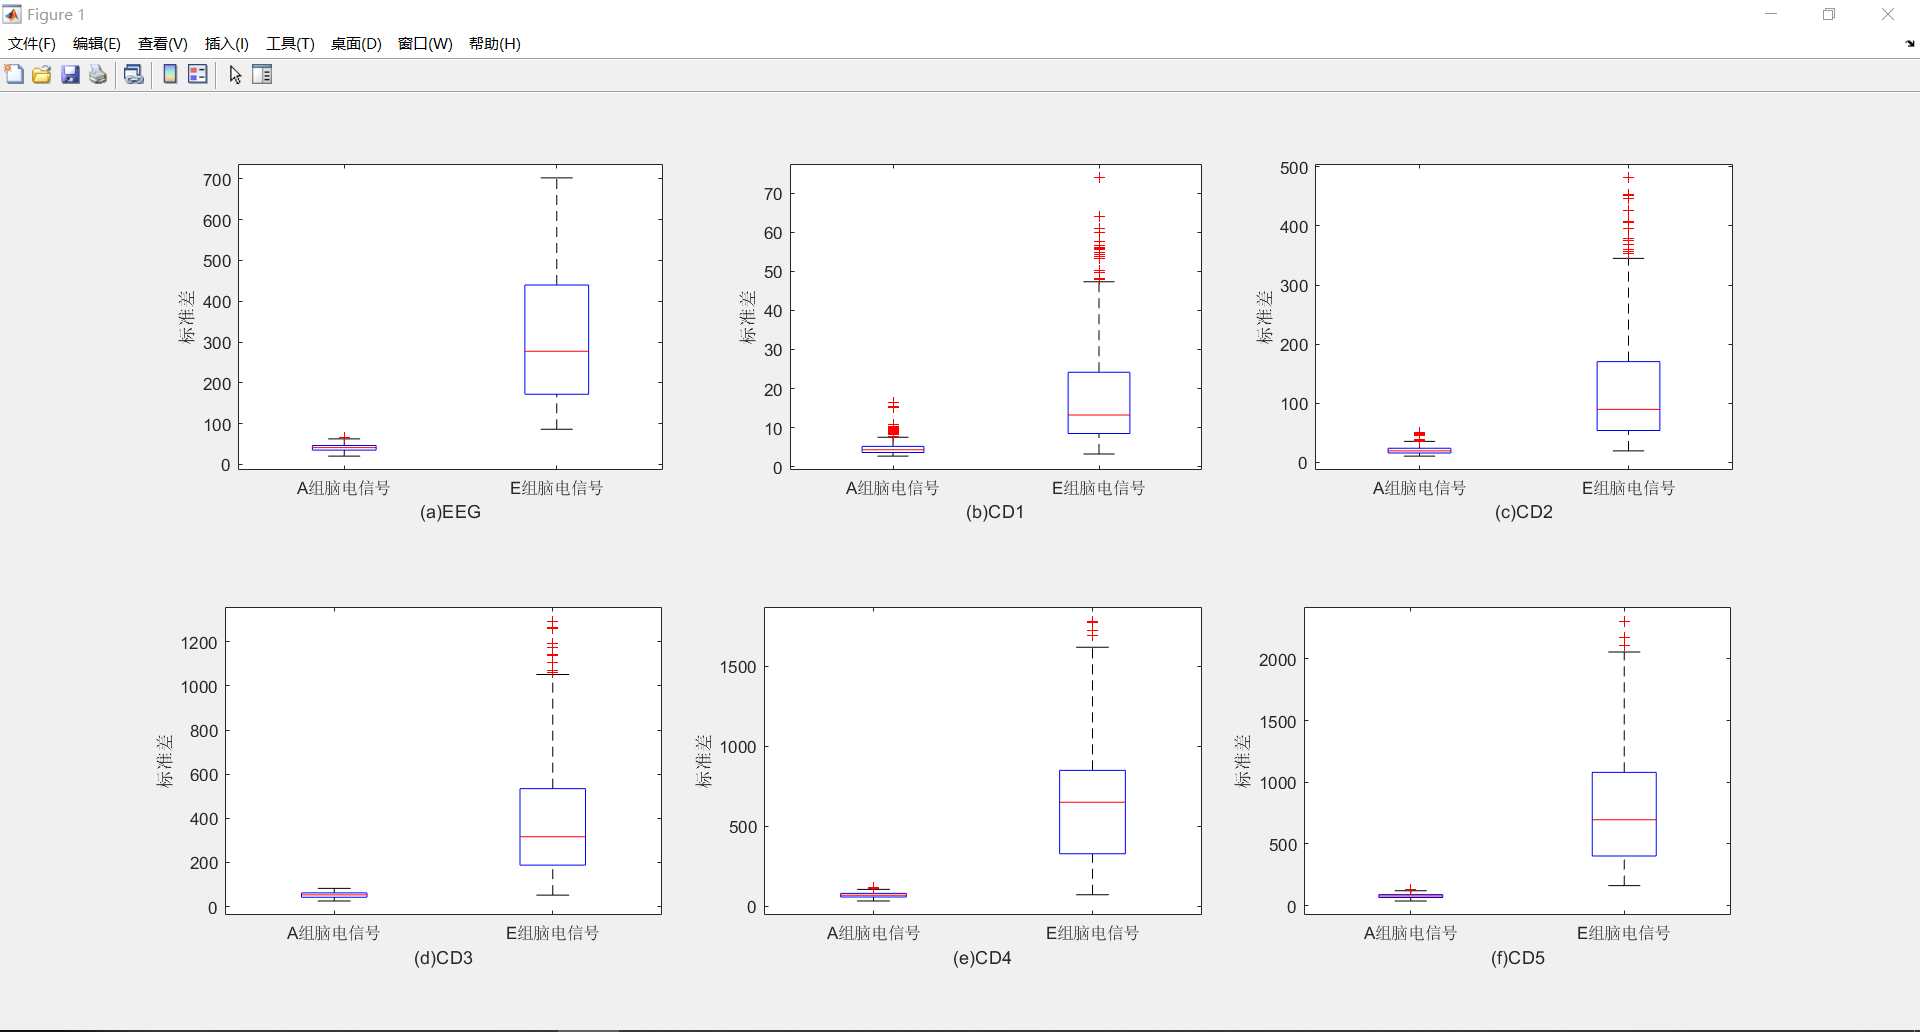 Figure 1
文件(F) 编辑(E) 查看(V) 插入(I) 工具(T) 桌面(D) 窗口(W) 帮助(H)
700
600
500
400
300
200
100
0
标准差
A组脑电信号 E组脑电信号
(a)EEG
70
60
50
40
30
20
10
0
标准差
A组脑电信号 E组脑电信号
(b)CD1
500
400
300
200
100
0
标准差
A组脑电信号 E组脑电信号
(c)CD2
1200
1000
800
600
400
200
0
标准差
A组脑电信号 E组脑电信号
(d)CD3
1500
1000
500
0
标准差
A组脑电信号 E组脑电信号
(e)CD4
2000
1500
1000
500
0
标准差
A组脑电信号 E组脑电信号
(f)CD5